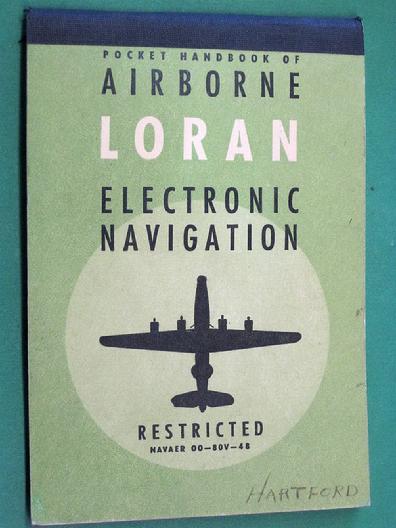 POCKET HANDBOOK OF
AIRBORNE
LORAN
ELECTRONIC
NAVIGATION
RESTRICTED
NAVAER 00-80V-48
HARTFORD